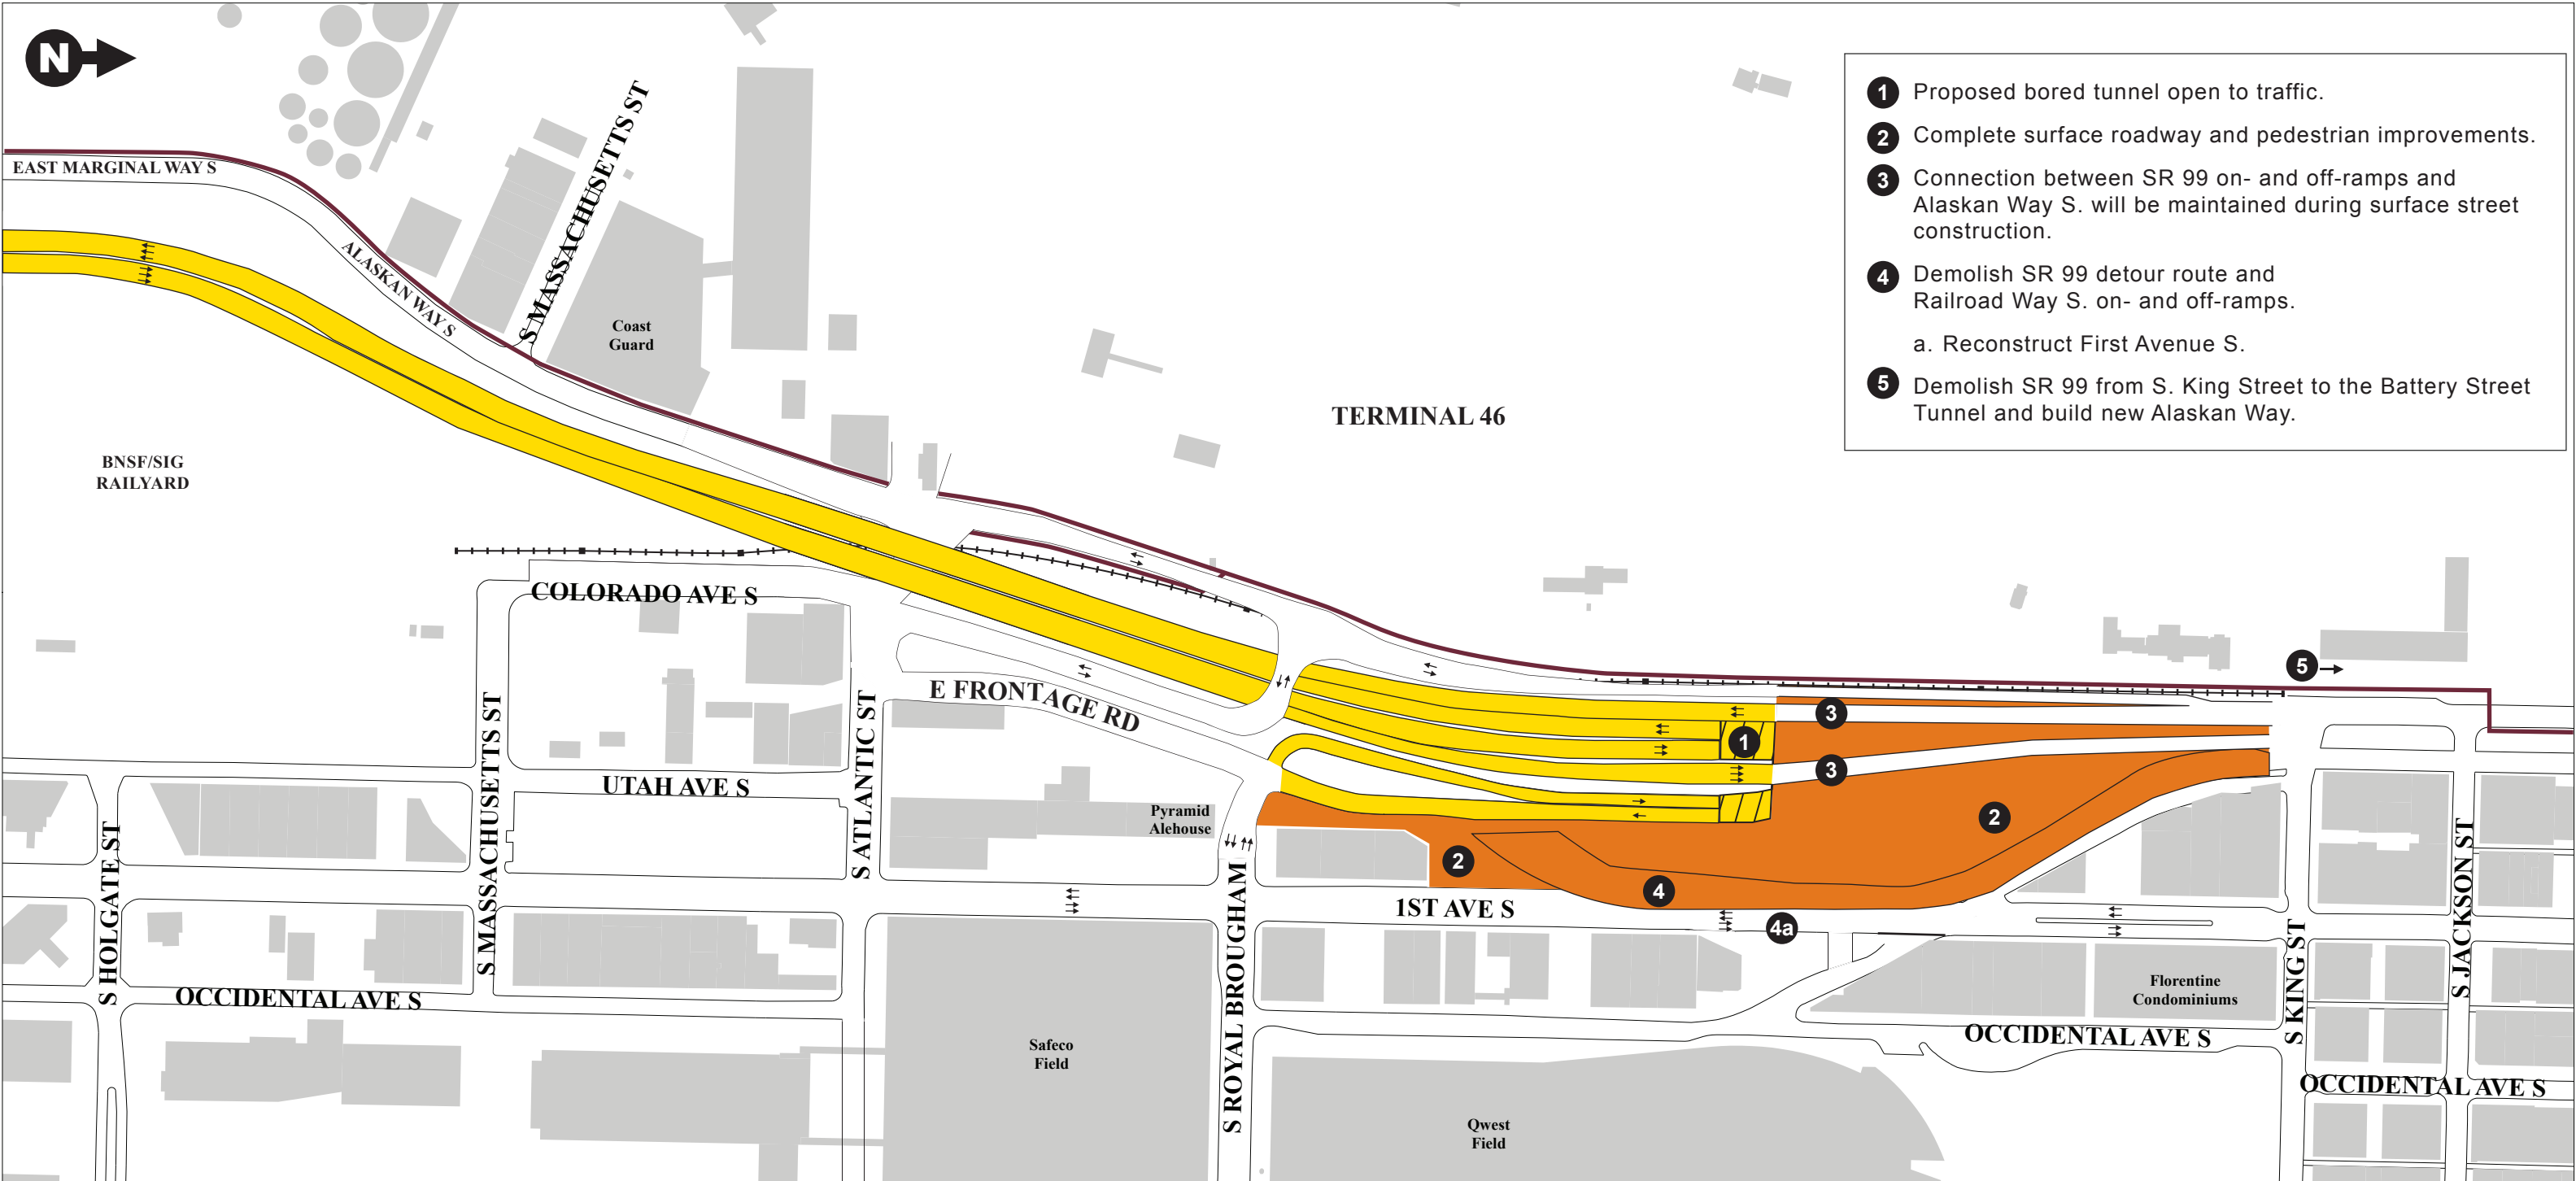 N
1 Proposed bored tunnel open to traffic.
2 Complete surface roadway and pedestrian improvements.
3 Connection between SR 99 on- and off-ramps and
Alaskan Way S. will be maintained during surface street
construction.
4 Demolish SR 99 detour route and
Railroad Way S. on- and off-ramps.
a. Reconstruct First Avenue S.
5 Demolish SR 99 from S. King Street to the Battery Street
Tunnel and build new Alaskan Way.
EAST MARGINAL WAY S
ALASKAN WAY S
S MASSACHUSETTS ST
Coast
Guard
TERMINAL 46
BNSF/SIG
RAILYARD
COLORADO AVE S
E FRONTAGE RD
UTAH AVE S
Pyramid
Alehouse
S HOLGATE ST
S MASSACHUSETTS ST
S ATLANTIC ST
S ROYAL BROUGHAM
5
3
1
3
2
2
4
4a
1ST AVE S
S KING ST
S JACKSON ST
OCCIDENTAL AVE S
Florentine
Condominiums
OCCIDENTAL AVE S
OCCIDENTAL AVE S
Safeco
Field
Qwest
Field